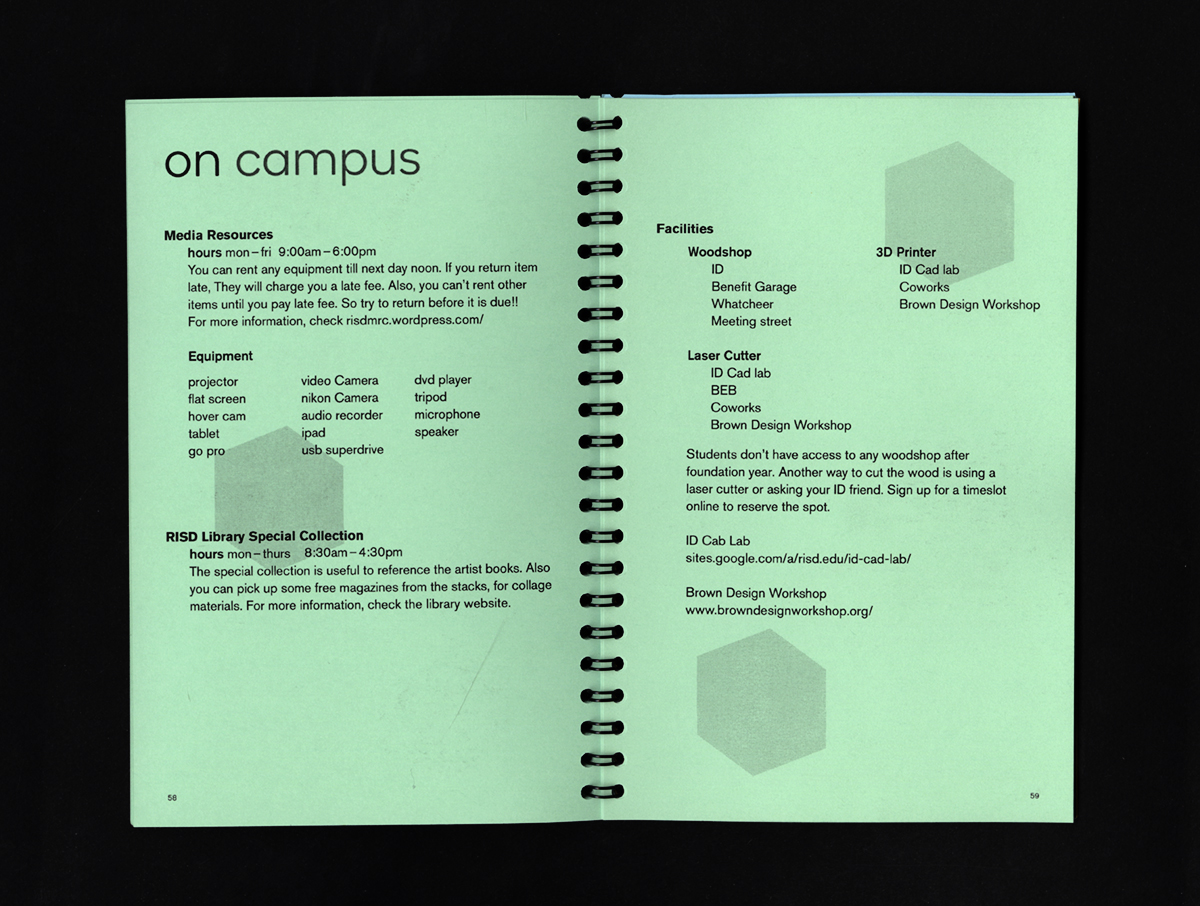 on campus
Media Resources
hours mon – fri 9:00am – 6:00pm
You can rent any equipment till next day noon. If you return item
late, They will charge you a late fee. Also, you can't rent other
items until you pay late fee. So try to return before it is due!!
For more information, check risdmrc.wordpress.com/
Equipment
projector video Camera dvd player
flat screen nikon Camera tripod
hover cam audio recorder microphone
tablet ipad speaker
go pro usb superdrive
RISD Library Special Collection
hours mon – thurs 8:30am – 4:30pm
The special collection is useful to reference the artist books. Also
you can pick up some free magazines from the stacks, for collage
materials. For more information, check the library website.
58
Facilities
Woodshop
ID
Benefit Garage
Whatcheer
Meeting street
3D Printer
ID Cad lab
Coworks
Brown Design Workshop
Laser Cutter
ID Cad lab
BEB
Coworks
Brown Design Workshop
Students don't have access to any woodshop after
foundation year. Another way to cut the wood is using a
laser cutter or asking your ID friend. Sign up for a timeslot
online to reserve the spot.
ID Cab Lab
sites.google.com/a/risd.edu/id-cad-lab/
Brown Design Workshop
www.browndesignworkshop.org/
59